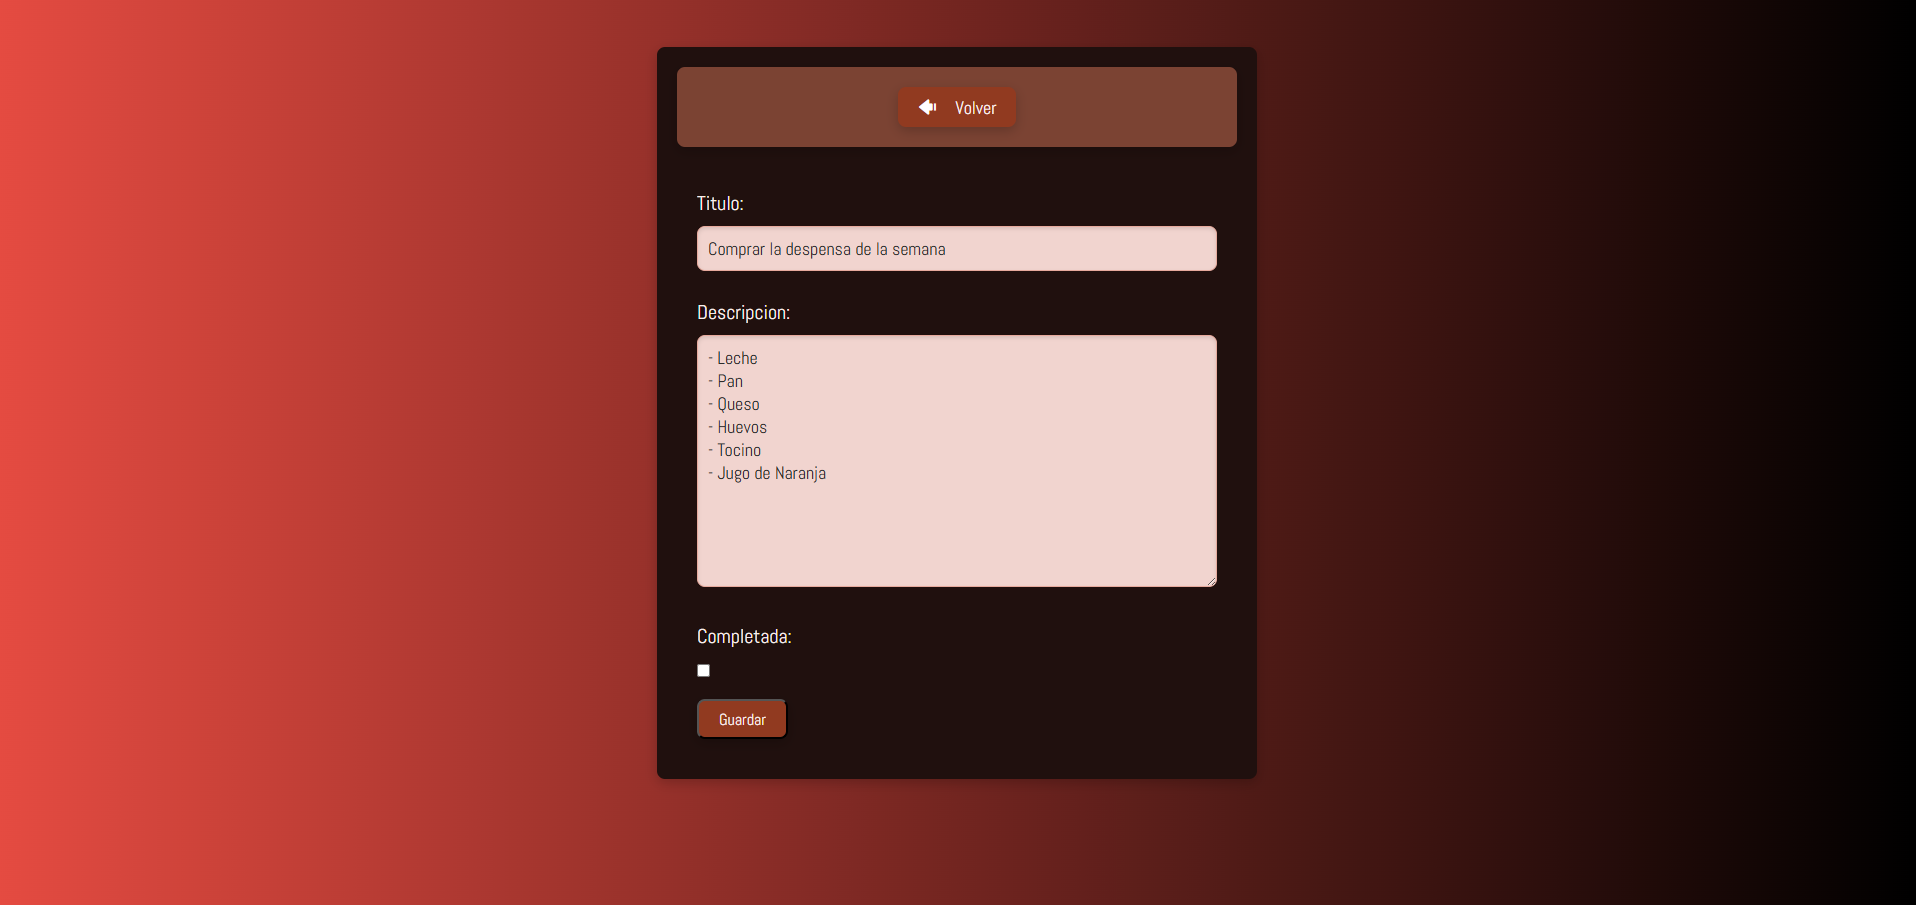 Volver
Titulo:
Comprar la despensa de la semana
Descripcion:
- Leche
- Pan
- Queso
- Huevos
- Tocino
- Jugo de Naranja
Completada:
Guardar